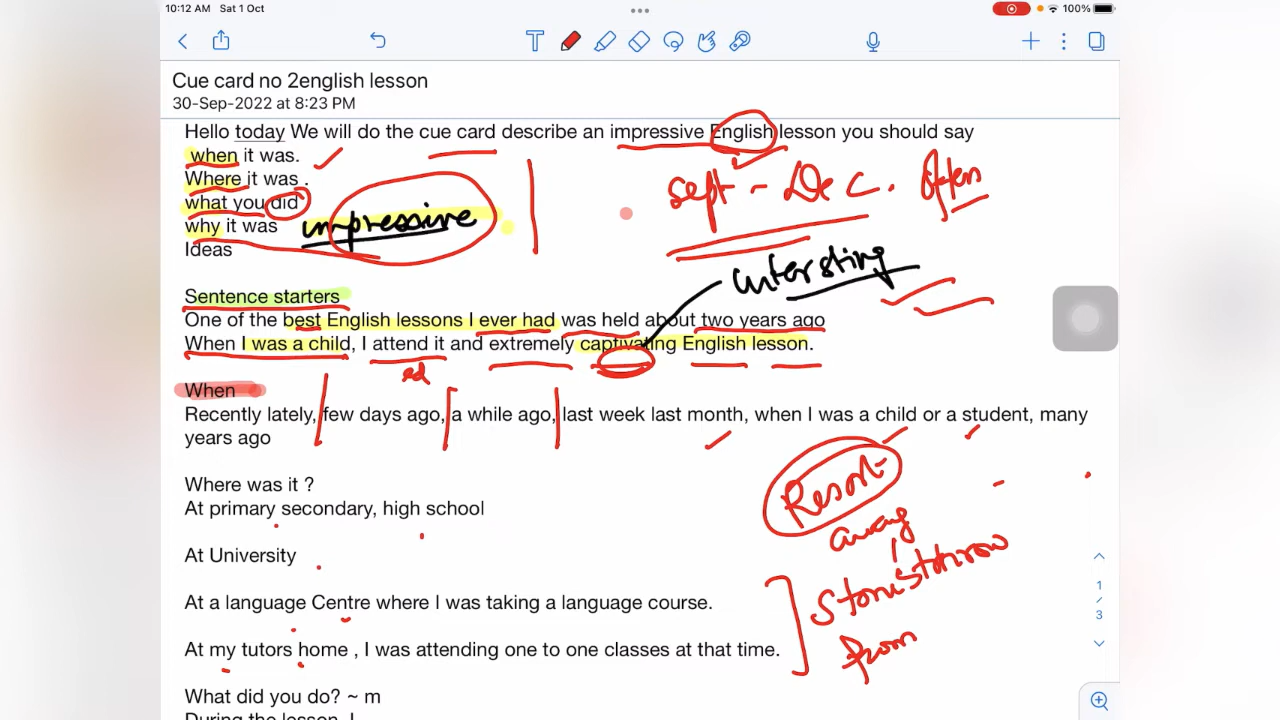 10:12 AM Sat 1 Oct
100%
Cue card no 2english lesson
30-Sep-2022 at 8:23 PM
Hello today We will do the cue card describe an impressive English lesson you should say
when it was.
Where it was .
what you did
why it was impressive
Sept - Dec. Often
Ideas
Intersting
Sentence starters
One of the best English lessons I ever had was held about two years ago
When I was a child, I attend it and extremely captivating English lesson.
ed
When
Recently lately, few days ago, a while ago, last week last month, when I was a child or a student, many
years ago
Where was it ?
At primary secondary, high school
Resort
away
At University
Stonesthrow
At a language Centre where I was taking a language course.
from
At my tutors home , I was attending one to one classes at that time.
1
/
3
What did you do? ~ m
During the lesson, I